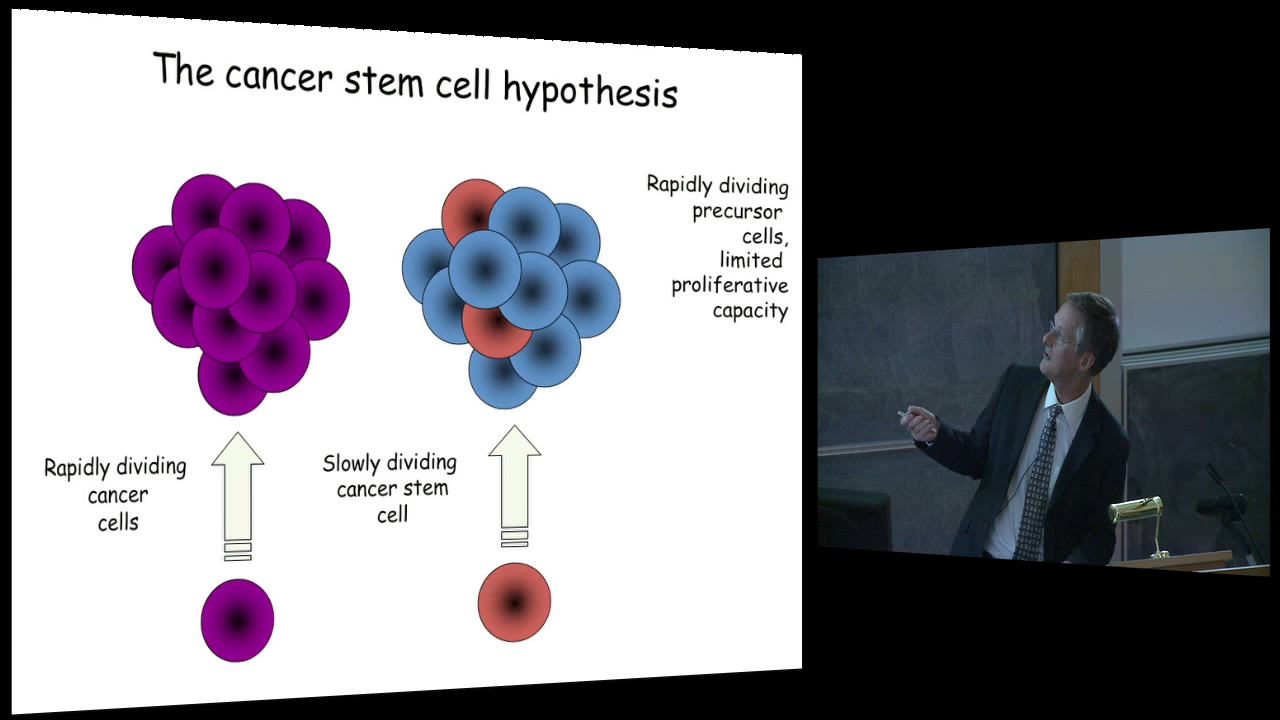 The cancer stem cell hypothesis
Rapidly dividing
precursor
cells,
limited
proliferative
capacity
Rapidly dividing
cancer
cells
Slowly dividing
cancer stem
cell